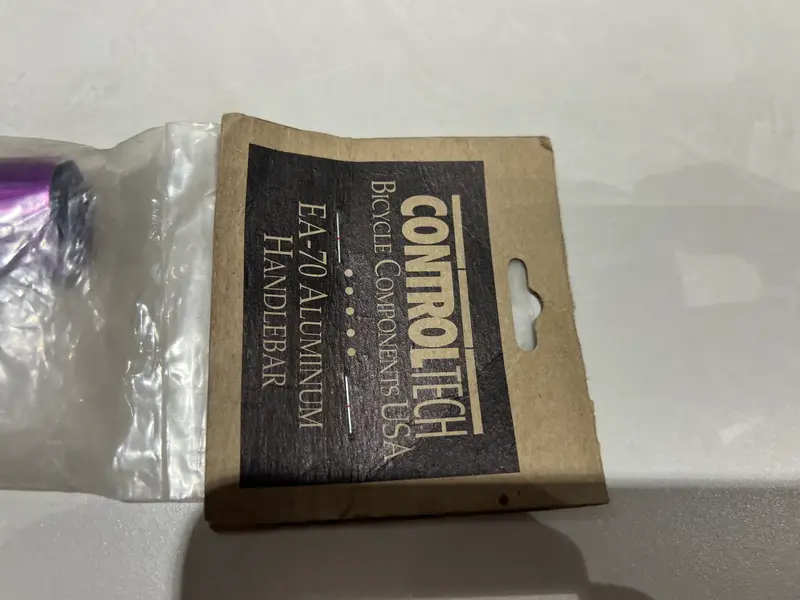 CONTROLTECH
BICYCLE COMPONENTS USA
EA-70 ALUMINUM
HANDLEBAR